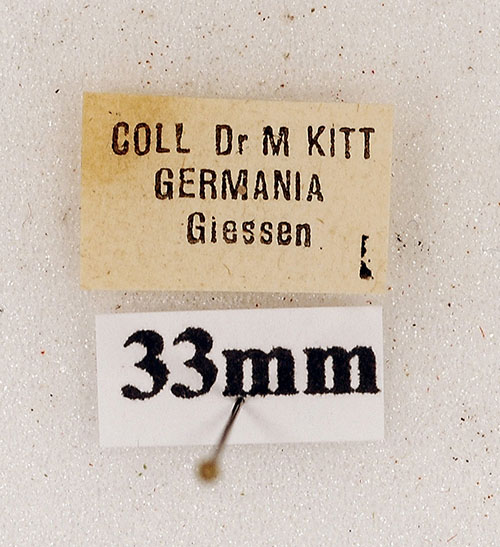 COLL Dr M KITT
GERMANIA
Giessen
33mm